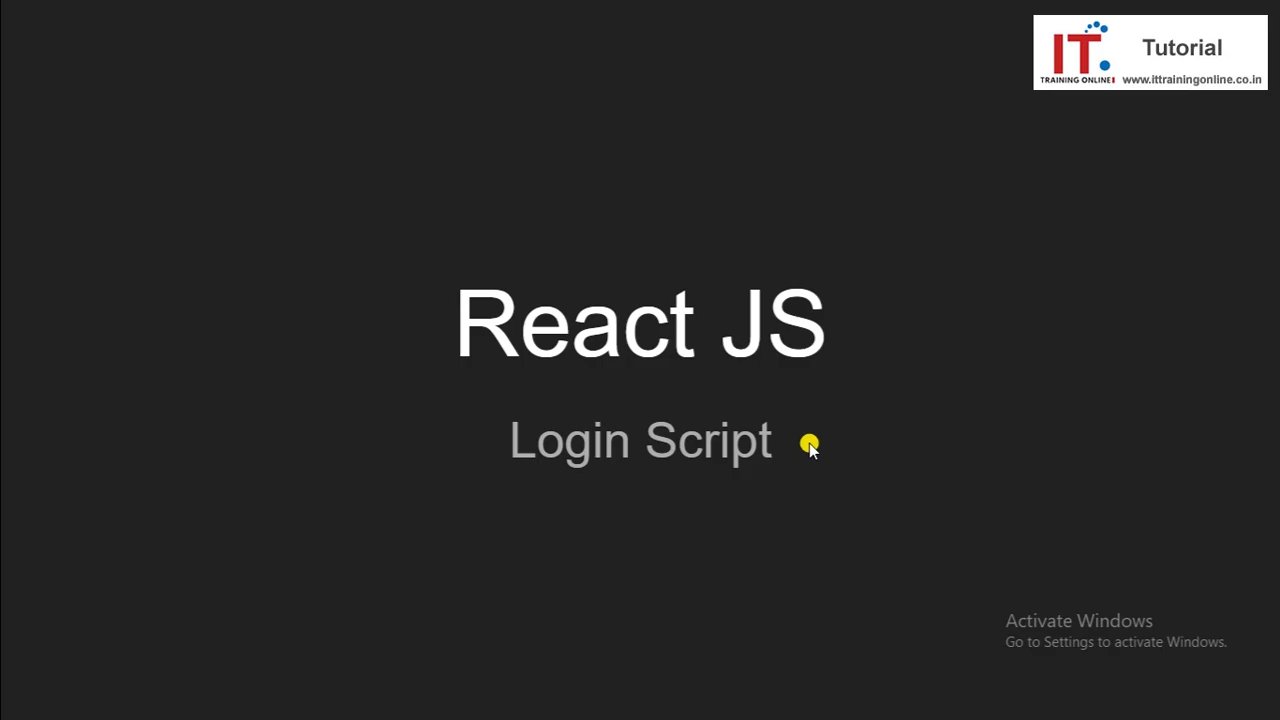 IT.
Tutorial
TRAINING ONLINE
www.ittrainingonline.co.in
React JS
Login Script
Activate Windows
Go to Settings to activate Windows.